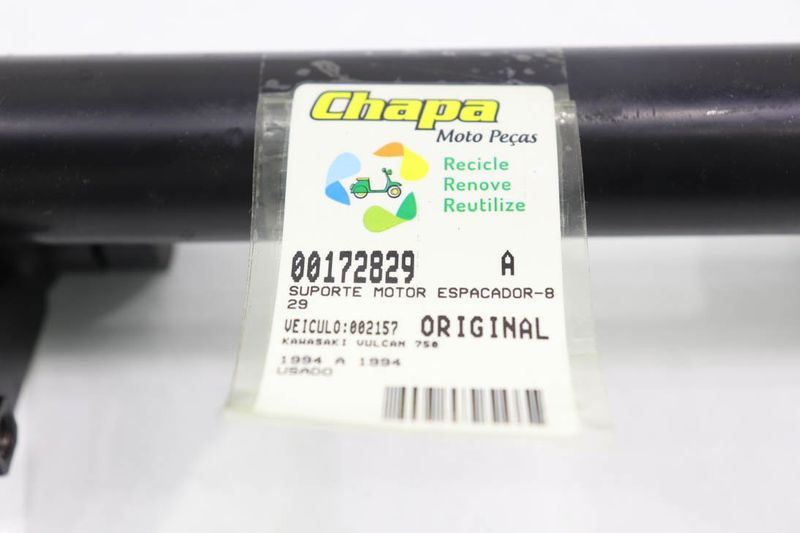 Chapa
Moto Peças
Recicle
Renove
Reutilize
00172829 A
SUPORTE MOTOR ESPACADOR-8
29
VEICULO:002157 ORIGINAL
KAWASAKI VULCAN 750
1994 A 1994
USADO